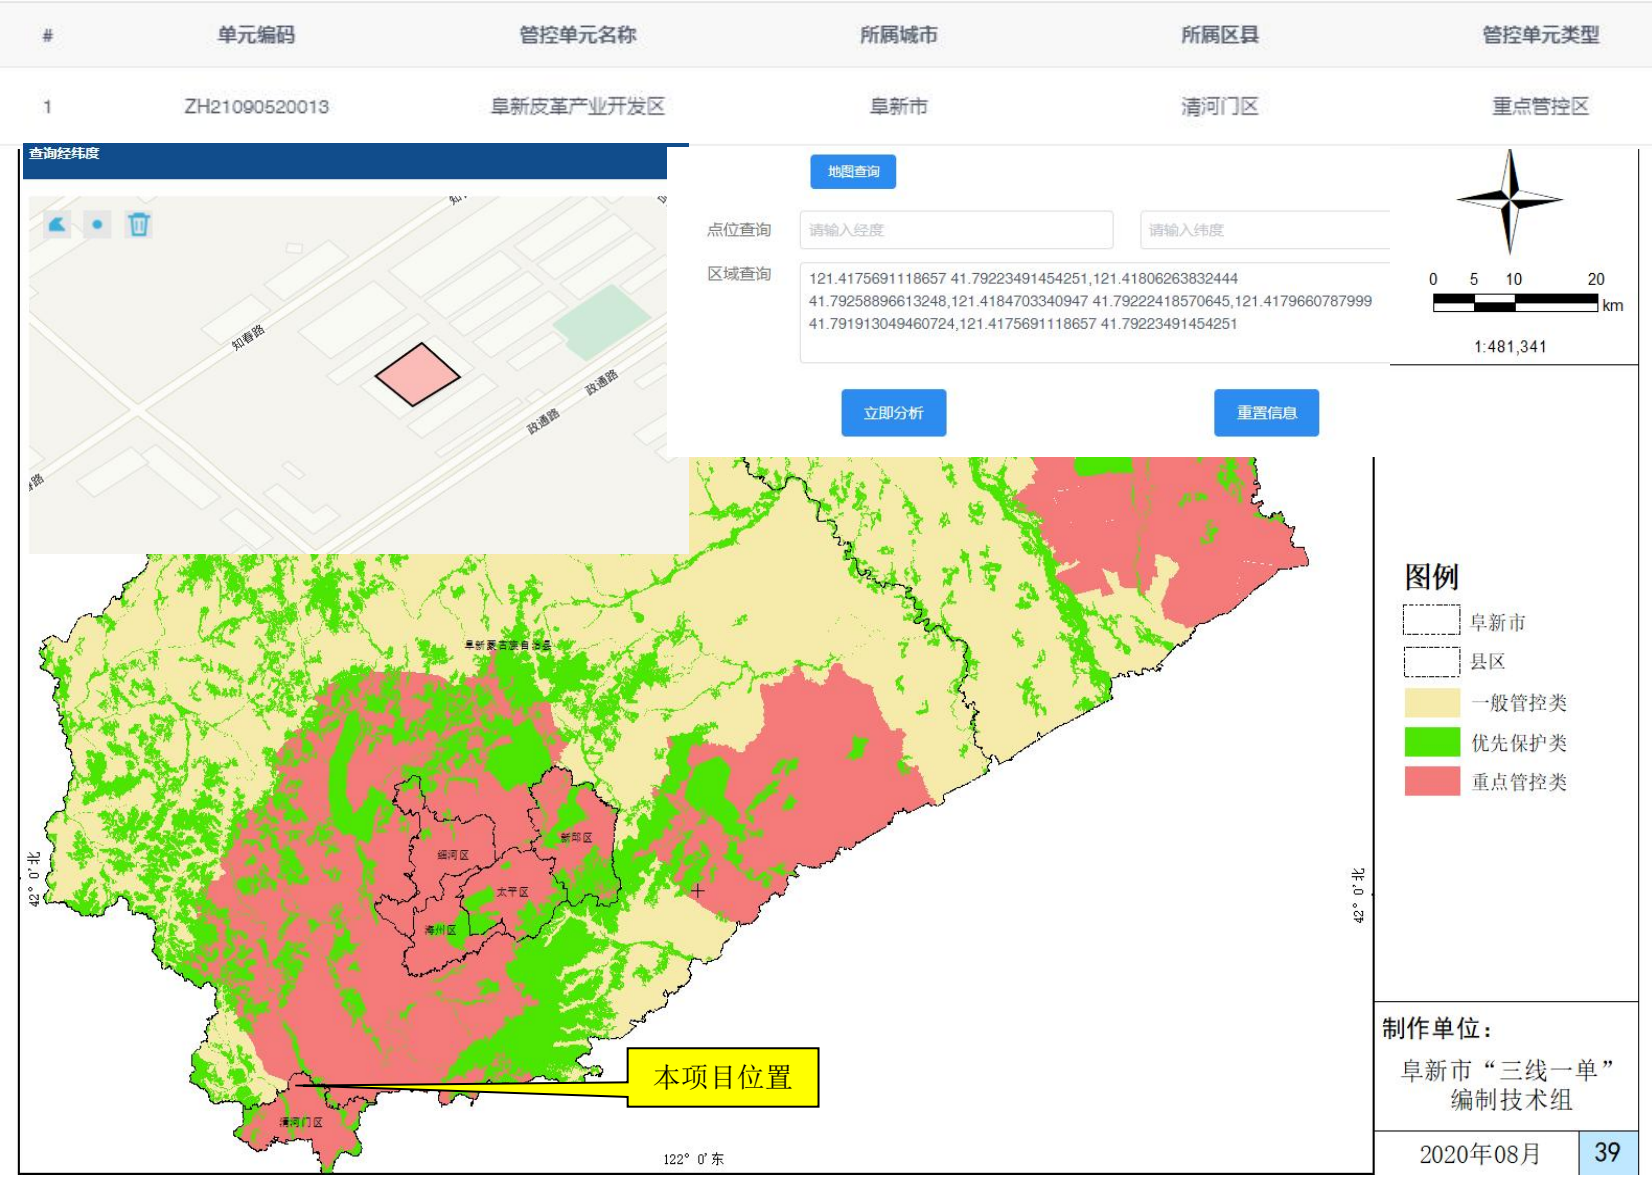 # 单元编码 管控单元名称 所属城市 所属区县 管控单元类型
1 ZH21090520013 阜新皮革产业开发区 阜新市 清河门区 重点管控区
查询经纬度
地图查询
点位查询 请输入经度 请输入纬度
区域查询
121.4175691118657 41.79223491454251,121.41806263832444
41.79258896613248,121.4184703340947 41.79222418570645,121.4179660787999
41.791913049460724,121.4175691118657 41.79223491454251
立即分析 重置信息
知春路
政通路
政通路
路
0 5 10 20
km
1:481,341
图例
阜新市
县区
一般管控类
优先保护类
重点管控类
阜新蒙古族自治县
新邱区
细河区
太平区
海州区
清河门区
42° 0'北
42° 0'北
122° 0'东
本项目位置
制作单位：
阜新市“三线一单”
编制技术组
2020年08月 39